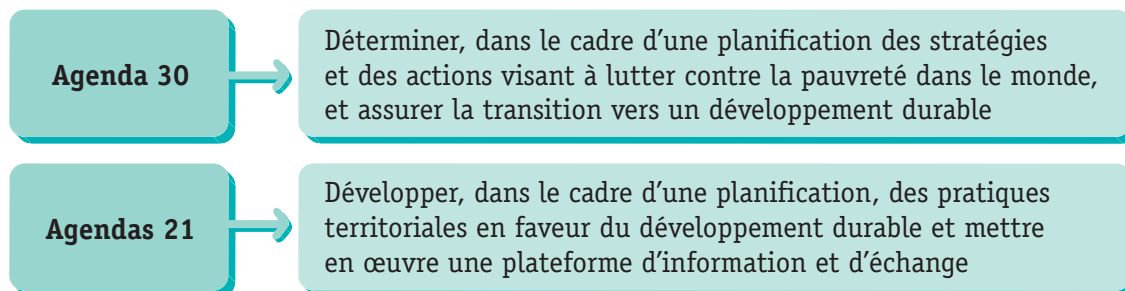 Agenda 30
Déterminer, dans le cadre d’une planification des stratégies
et des actions visant à lutter contre la pauvreté dans le monde,
et assurer la transition vers un développement durable
Agendas 21
Développer, dans le cadre d’une planification, des pratiques
territoriales en faveur du développement durable et mettre
en œuvre une plateforme d’information et d’échange